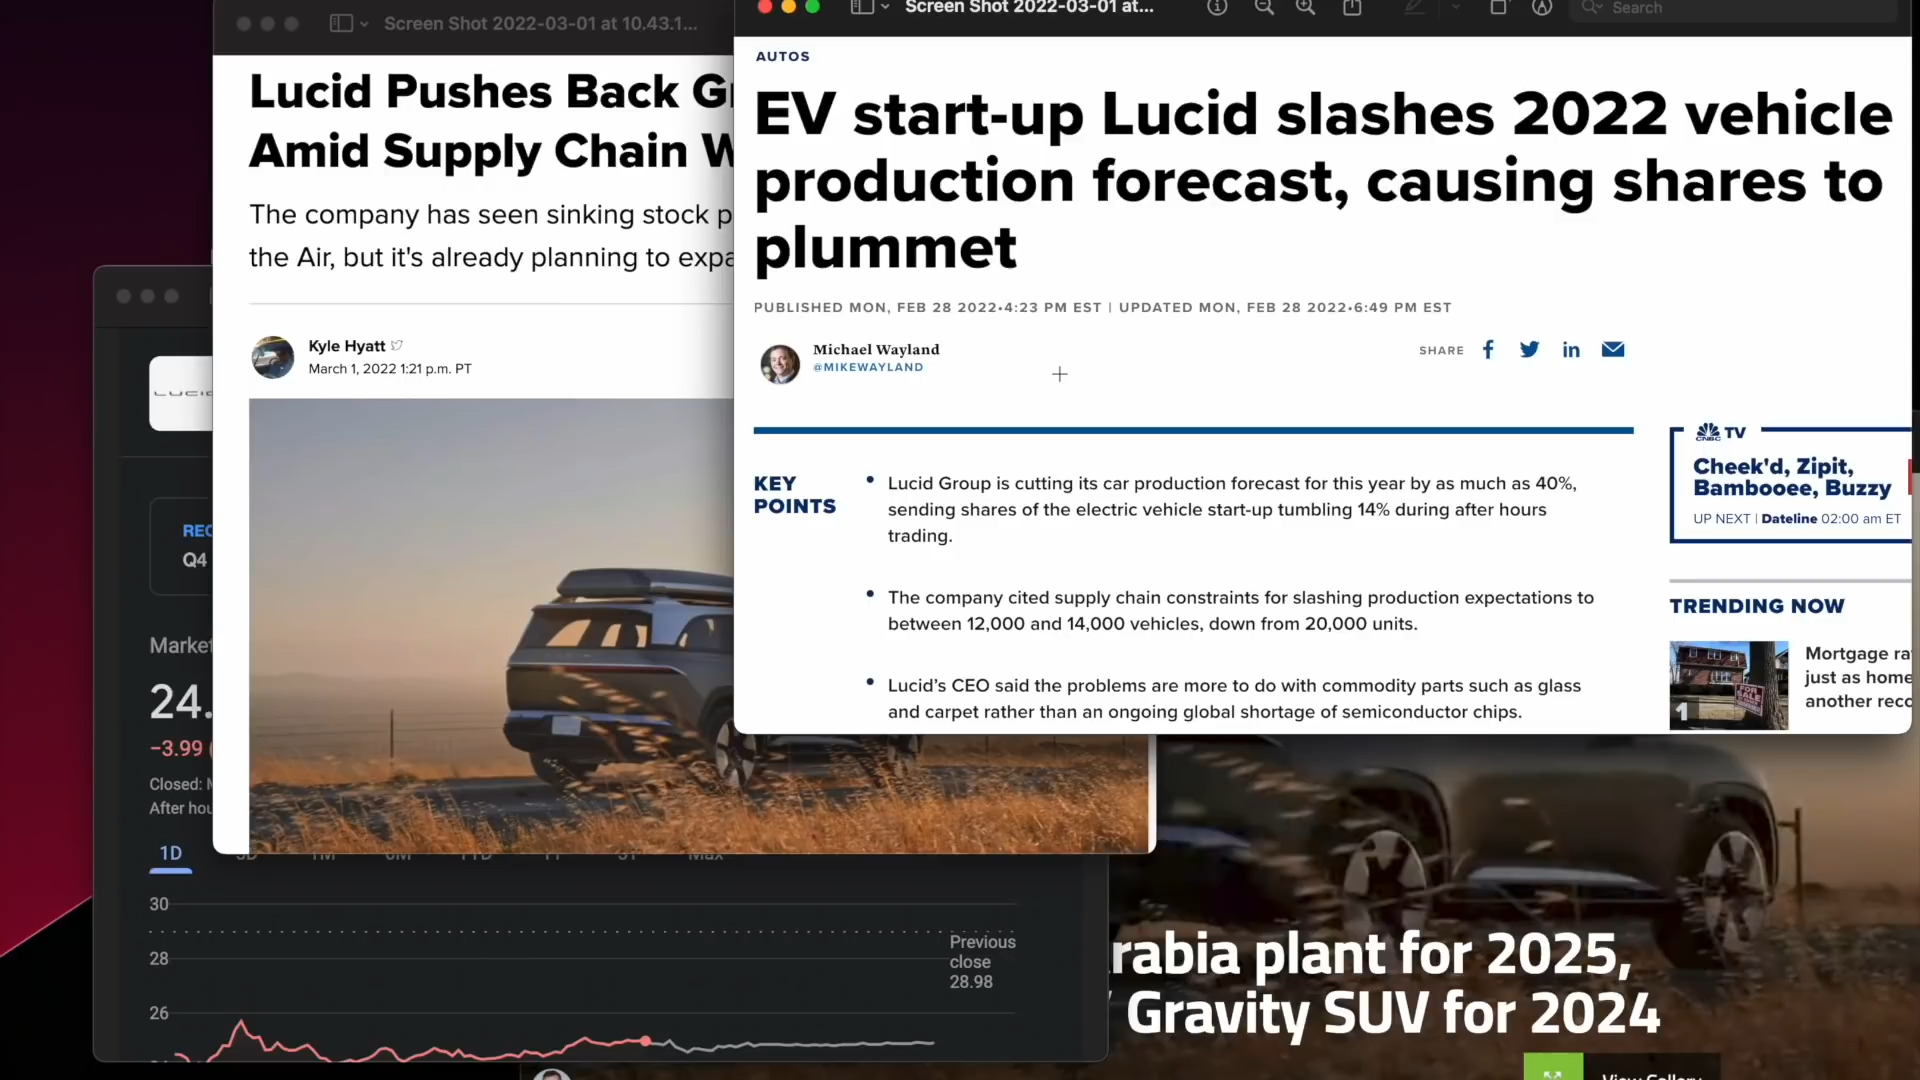 Screen Shot 2022-03-01 at 10.43.1...
Lucid Pushes Back
Amid Supply Chain
The company has seen sinking stock
the Air, but it's already planning to
Kyle Hyatt
March 1, 2022 1:21 p.m. PT
Screen Shot 2022-03-01 at...
Search
AUTOS
EV start-up Lucid slashes 2022 vehicle
production forecast, causing shares to
plummet
PUBLISHED MON, FEB 28 2022•4:23 PM EST | UPDATED MON, FEB 28 2022•6:49 PM EST
Michael Wayland
@MIKEWAYLAND
SHARE
KEY
POINTS
• Lucid Group is cutting its car production forecast for this year by as much as 40%,
sending shares of the electric vehicle start-up tumbling 14% during after hours
trading.
• The company cited supply chain constraints for slashing production expectations to
between 12,000 and 14,000 vehicles, down from 20,000 units.
• Lucid’s CEO said the problems are more to do with commodity parts such as glass
and carpet rather than an ongoing global shortage of semiconductor chips.
CNBC TV
Cheek'd, Zipit,
Bambooee, Buzzy
UP NEXT | Dateline 02:00 am ET
TRENDING NOW
1
Mortgage
just as
another
Q4
24.
−3.99
Closed:
After
1D
30
28
26
Previous
close
28.98
plant for 2025,
Gravity SUV for 2024